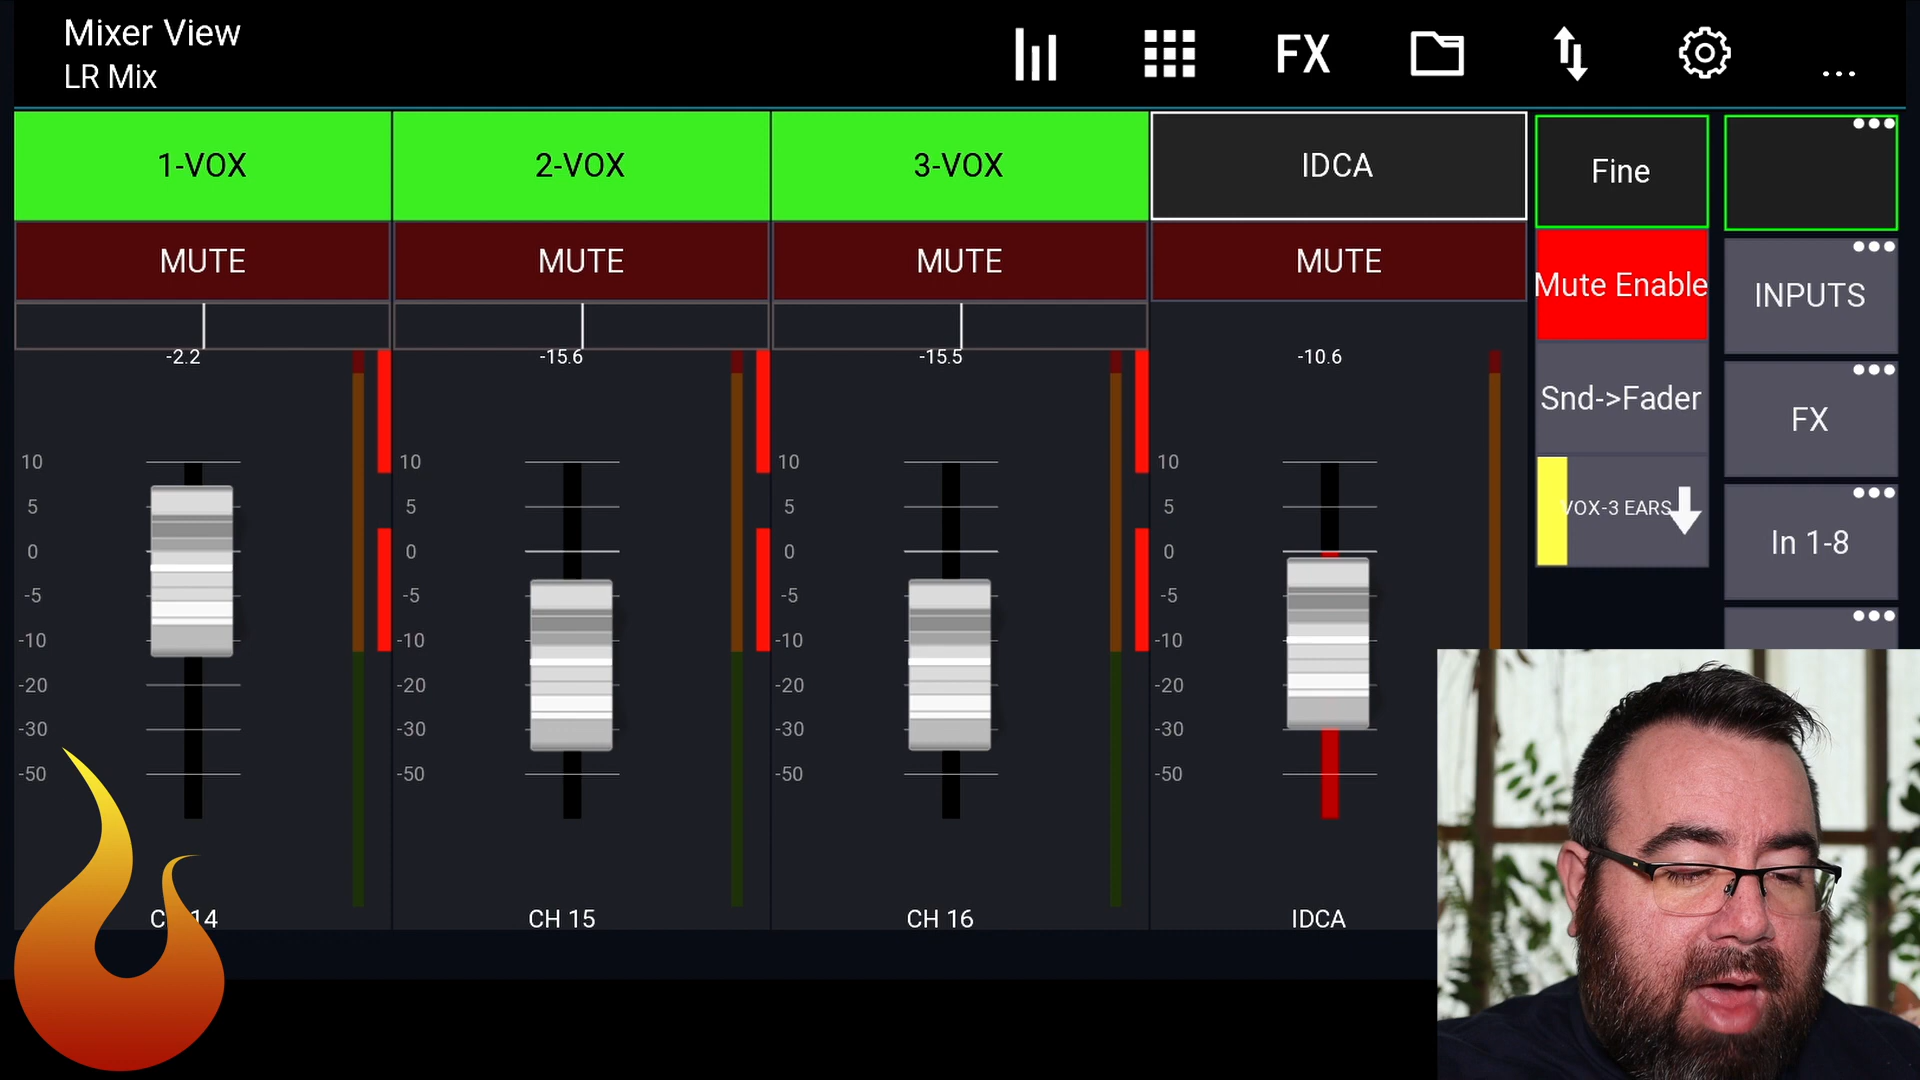 Mixer View
LR Mix
FX
...
1-VOX
2-VOX
3-VOX
IDCA
Fine
MUTE
MUTE
MUTE
MUTE
Mute Enable
INPUTS
-2.2
-15.6
-15.5
-10.6
Snd->Fader
FX
10
5
0
-5
-10
-20
-30
-50
10
5
0
-5
-10
-20
-30
-50
10
5
0
-5
-10
-20
-30
-50
10
5
0
-5
-10
-20
-30
-50
VOX-3 EARS
In 1-8
CH 14
CH 15
CH 16
IDCA